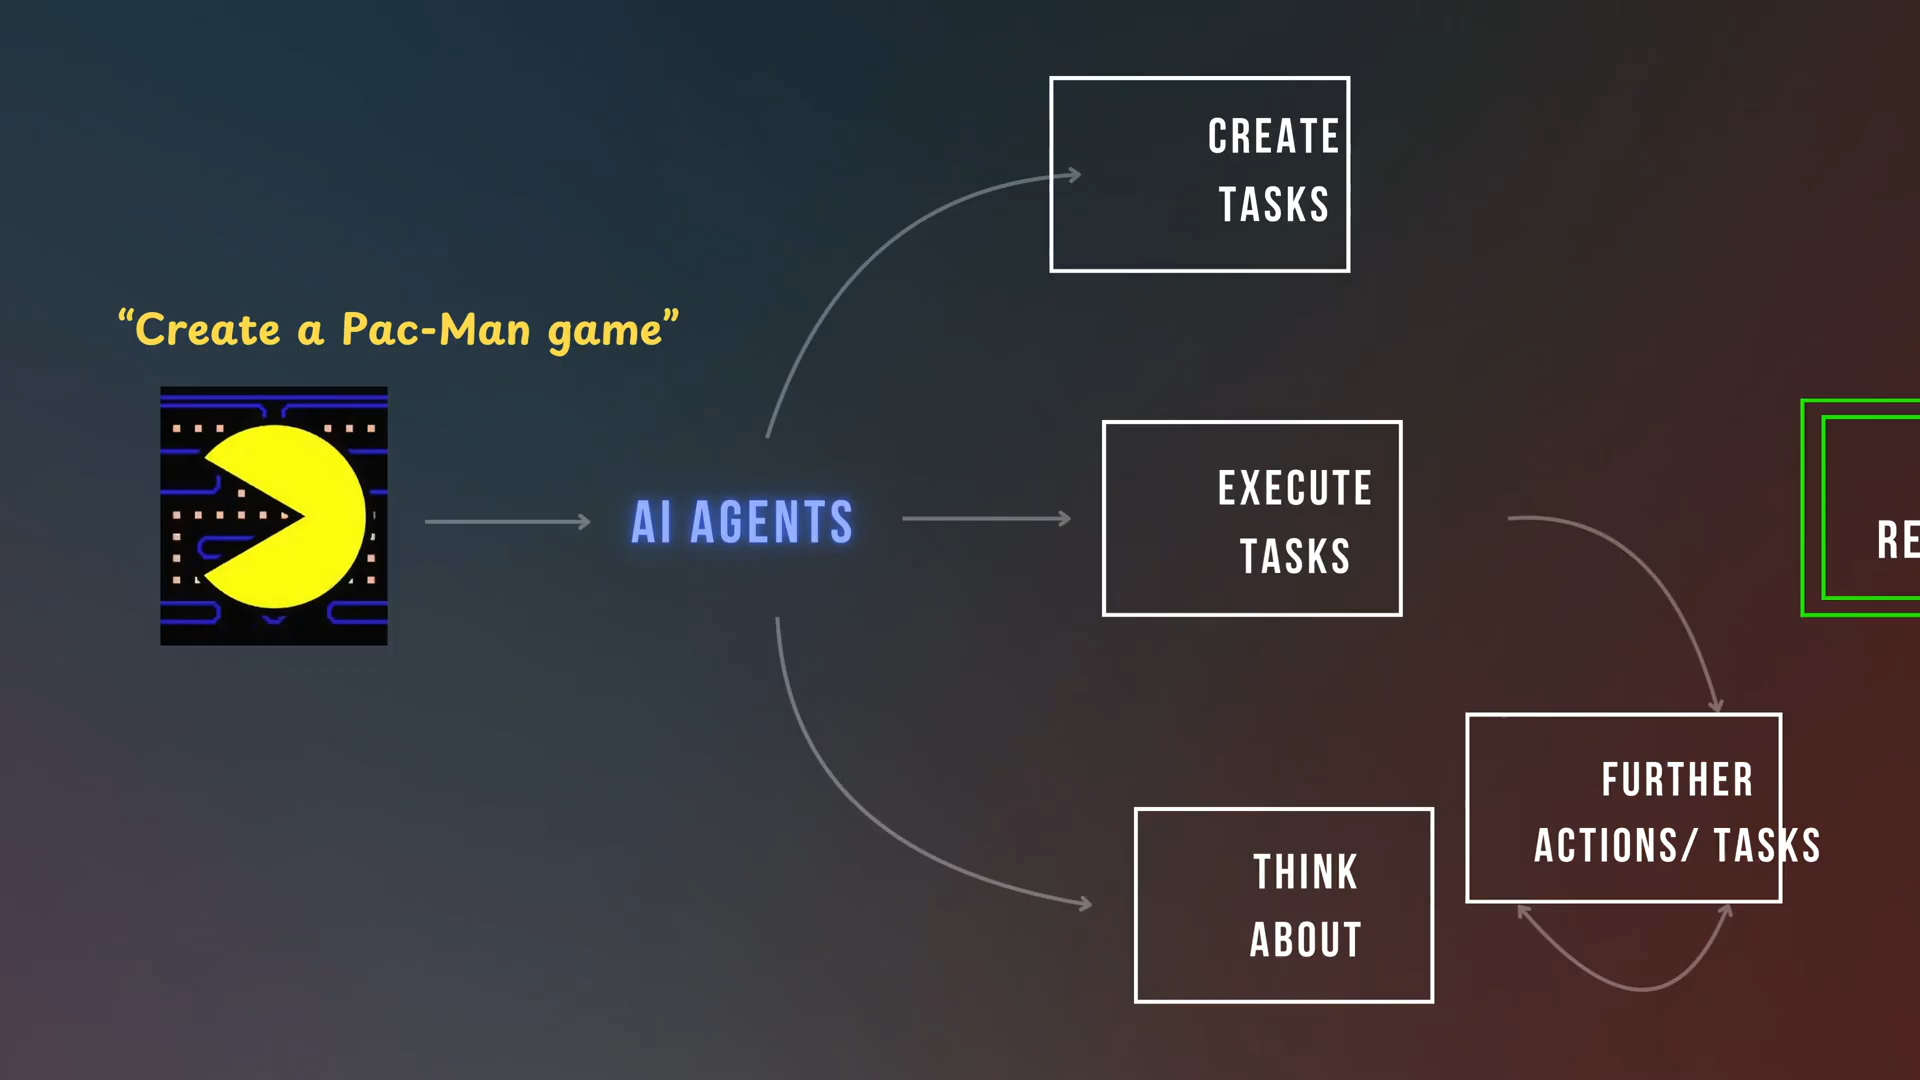 “Create a Pac-Man game”
AI AGENTS
CREATE
TASKS
EXECUTE
TASKS
THINK
ABOUT
FURTHER
ACTIONS/ TASKS